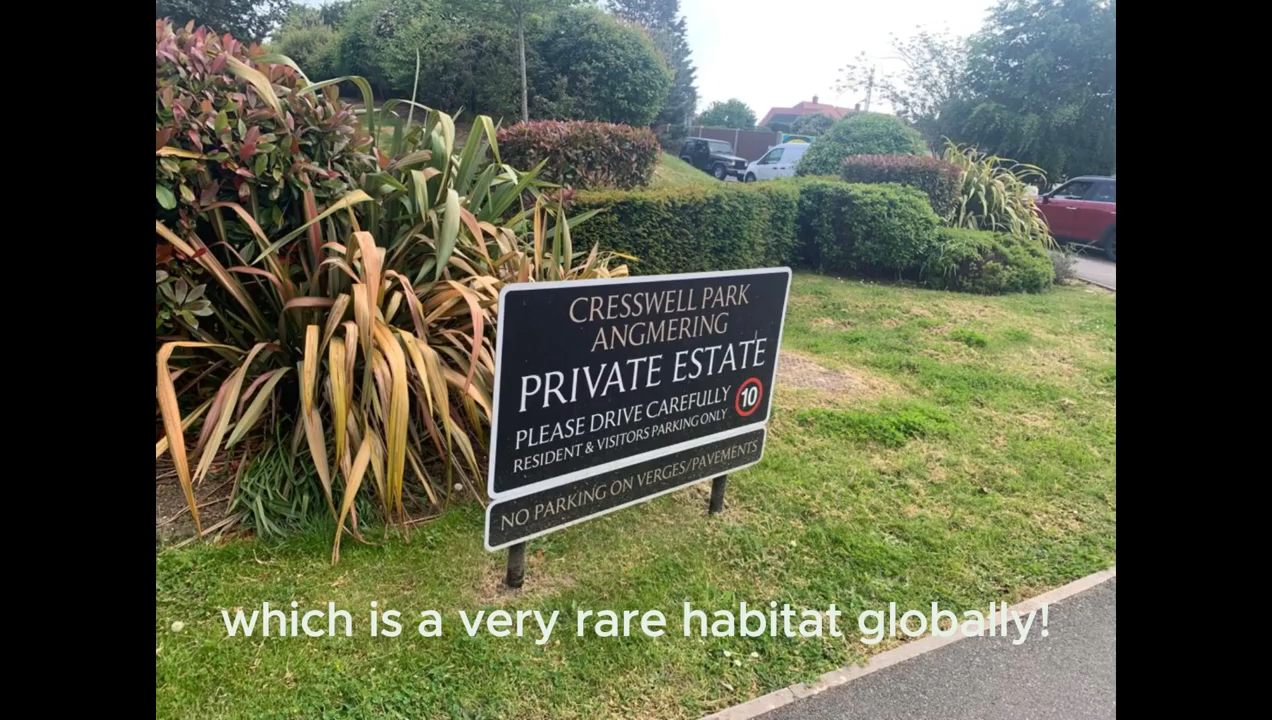 CRESSWELL PARK
ANGMERING
PRIVATE ESTATE
PLEASE DRIVE CAREFULLY
10
RESIDENT & VISITORS PARKING ONLY
NO PARKING ON VERGES/PAVEMENTS
which is a very rare habitat globally!